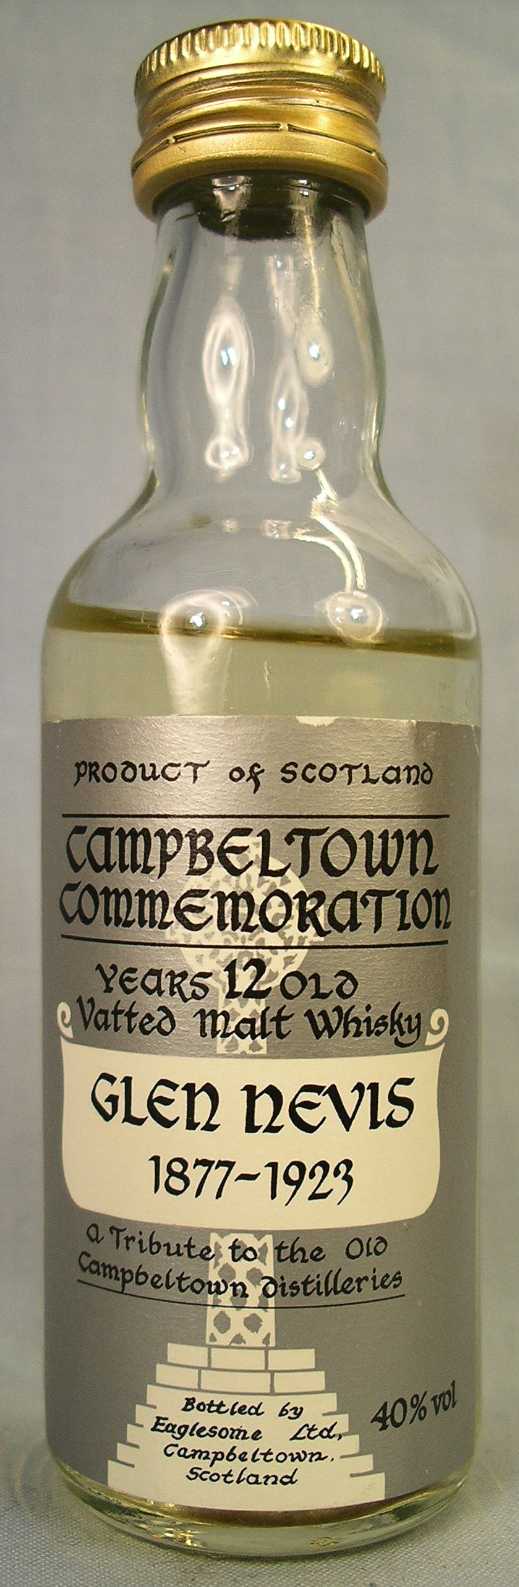 PRODUCT of SCOTLAND
CAMPBELTOWN
COMMEMORATION
YEARS 12 OLD
Vatted Malt Whisky
GLEN NEVIS
1877-1923
a Tribute to the Old
Campbeltown Distilleries
Bottled by
Eaglesome Ltd,
Campbeltown.
Scotland
40% vol